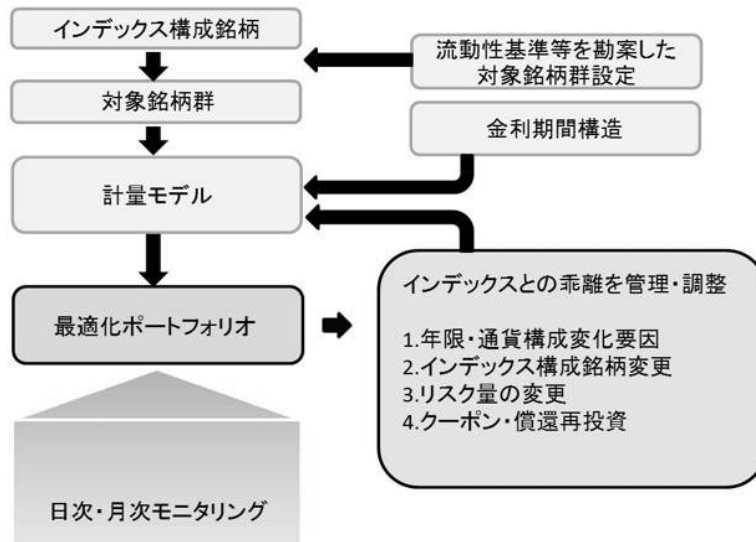 インデックス構成銘柄
流動性基準等を勘案した
対象銘柄群設定
対象銘柄群
金利期間構造
計量モデル
最適化ポートフォリオ
インデックスとの乖離を管理・調整
1.年限・通貨構成変化要因
2.インデックス構成銘柄変更
3.リスク量の変更
4.クーポン・償還再投資
日次・月次モニタリング